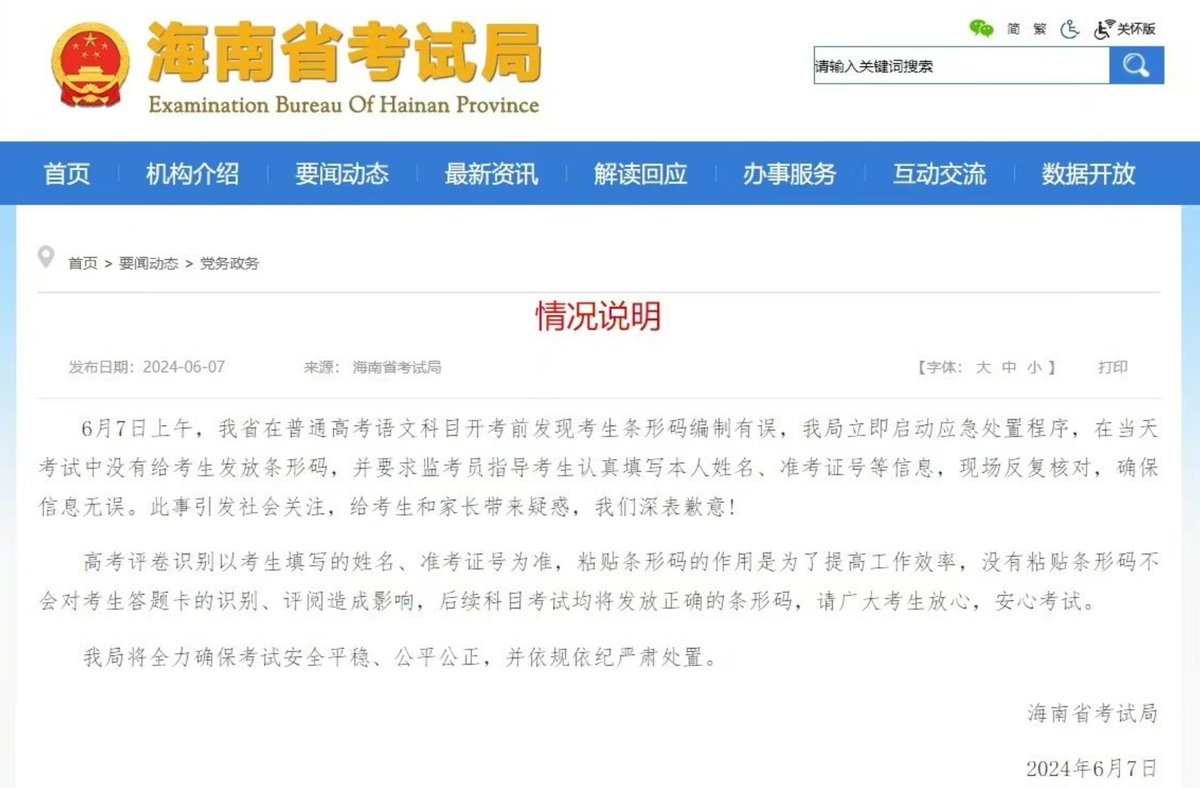 海南省考试局
Examination Bureau Of Hainan Province
简 繁 关怀版
请输入关键词搜索
首页 机构介绍 要闻动态 最新资讯 解读回应 办事服务 互动交流 数据开放
首页 > 要闻动态 > 党务政务
情况说明
发布日期：2024-06-07 来源： 海南省考试局 【字体： 大 中 小 】 打印
6月7日上午，我省在普通高考语文科目开考前发现考生条形码编制有误，我局立即启动应急处置程序，在当天
考试中没有给考生发放条形码，并要求监考员指导考生认真填写本人姓名、准考证号等信息，现场反复核对，确保
信息无误。此事引发社会关注，给考生和家长带来疑惑，我们深表歉意!
高考评卷识别以考生填写的姓名、准考证号为准，粘贴条形码的作用是为了提高工作效率，没有粘贴条形码不
会对考生答题卡的识别、评阅造成影响，后续科目考试均将发放正确的条形码，请广大考生放心，安心考试。
我局将全力确保考试安全平稳、公平公正，并依规依纪严肃处置。
海南省考试局
2024年6月7日